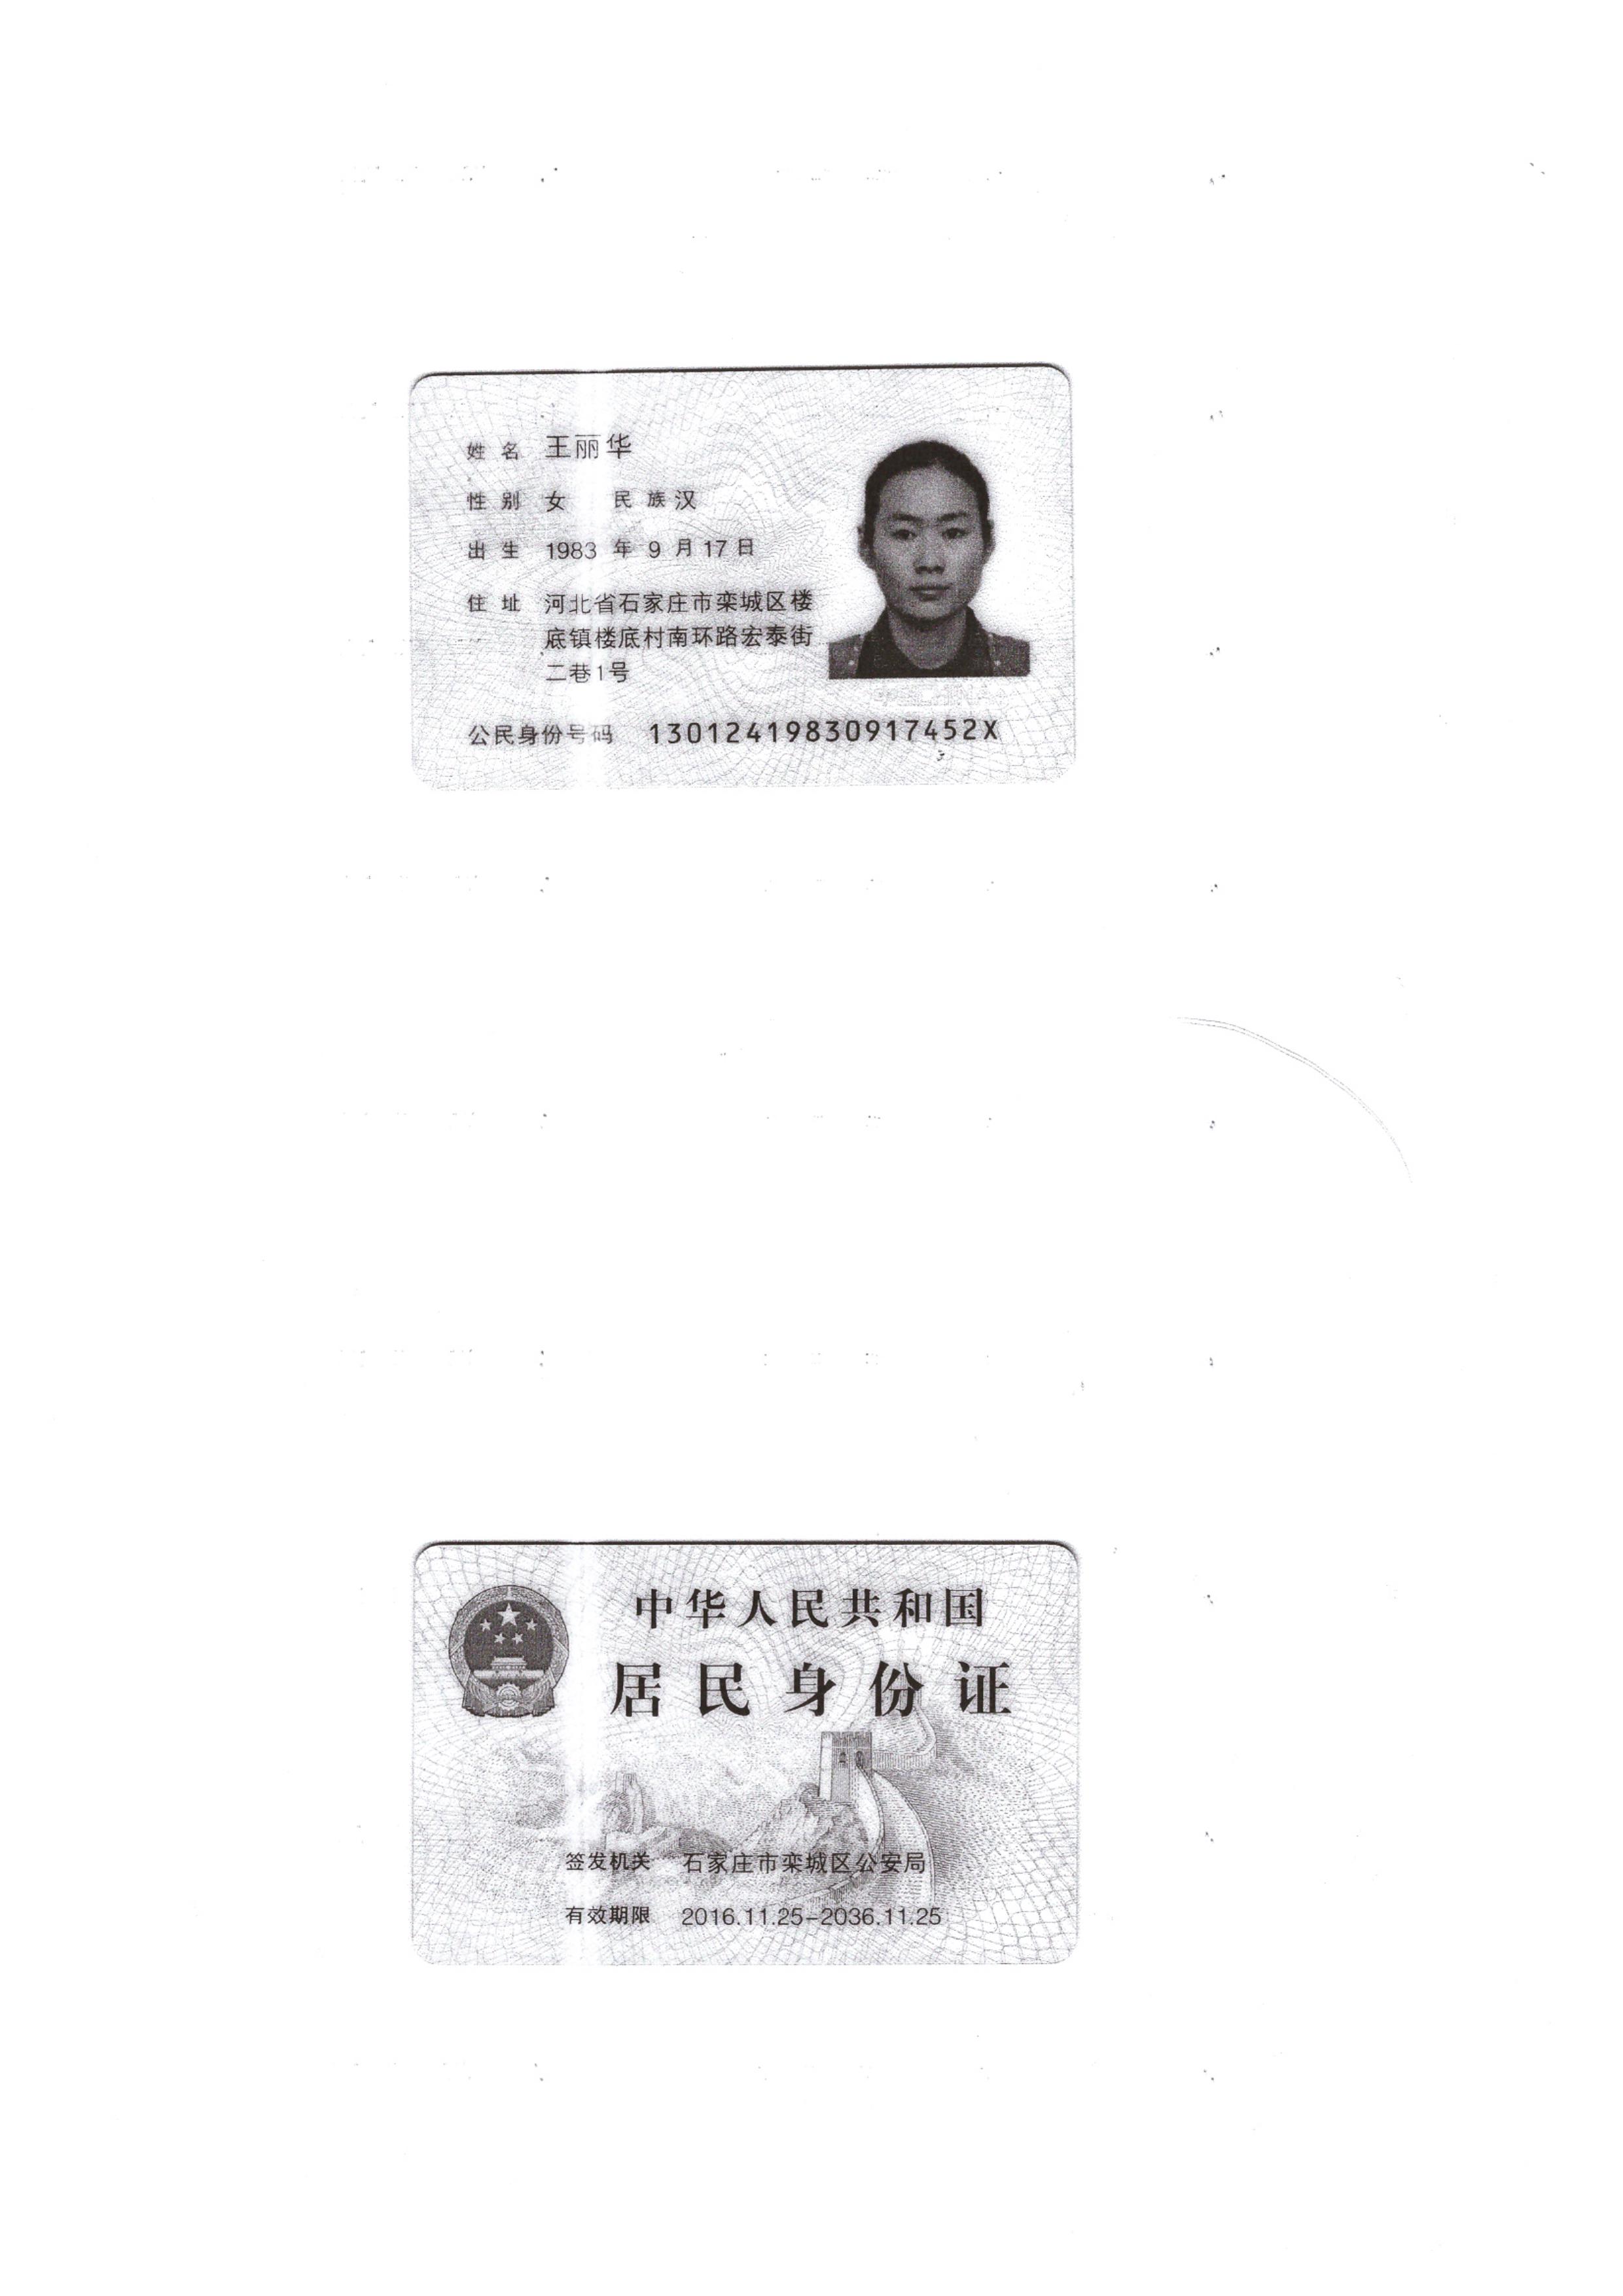 姓名 王丽华
性别 女 民族 汉
出生 1983 年 9 月 17 日
住址 河北省石家庄市栾城区楼
底镇楼底村南环路宏泰街
二巷1号
公民身份号码 13012419830917452X
中华人民共和国
居民身份证
签发机关 石家庄市栾城区公安局
有效期限 2016.11.25-2036.11.25